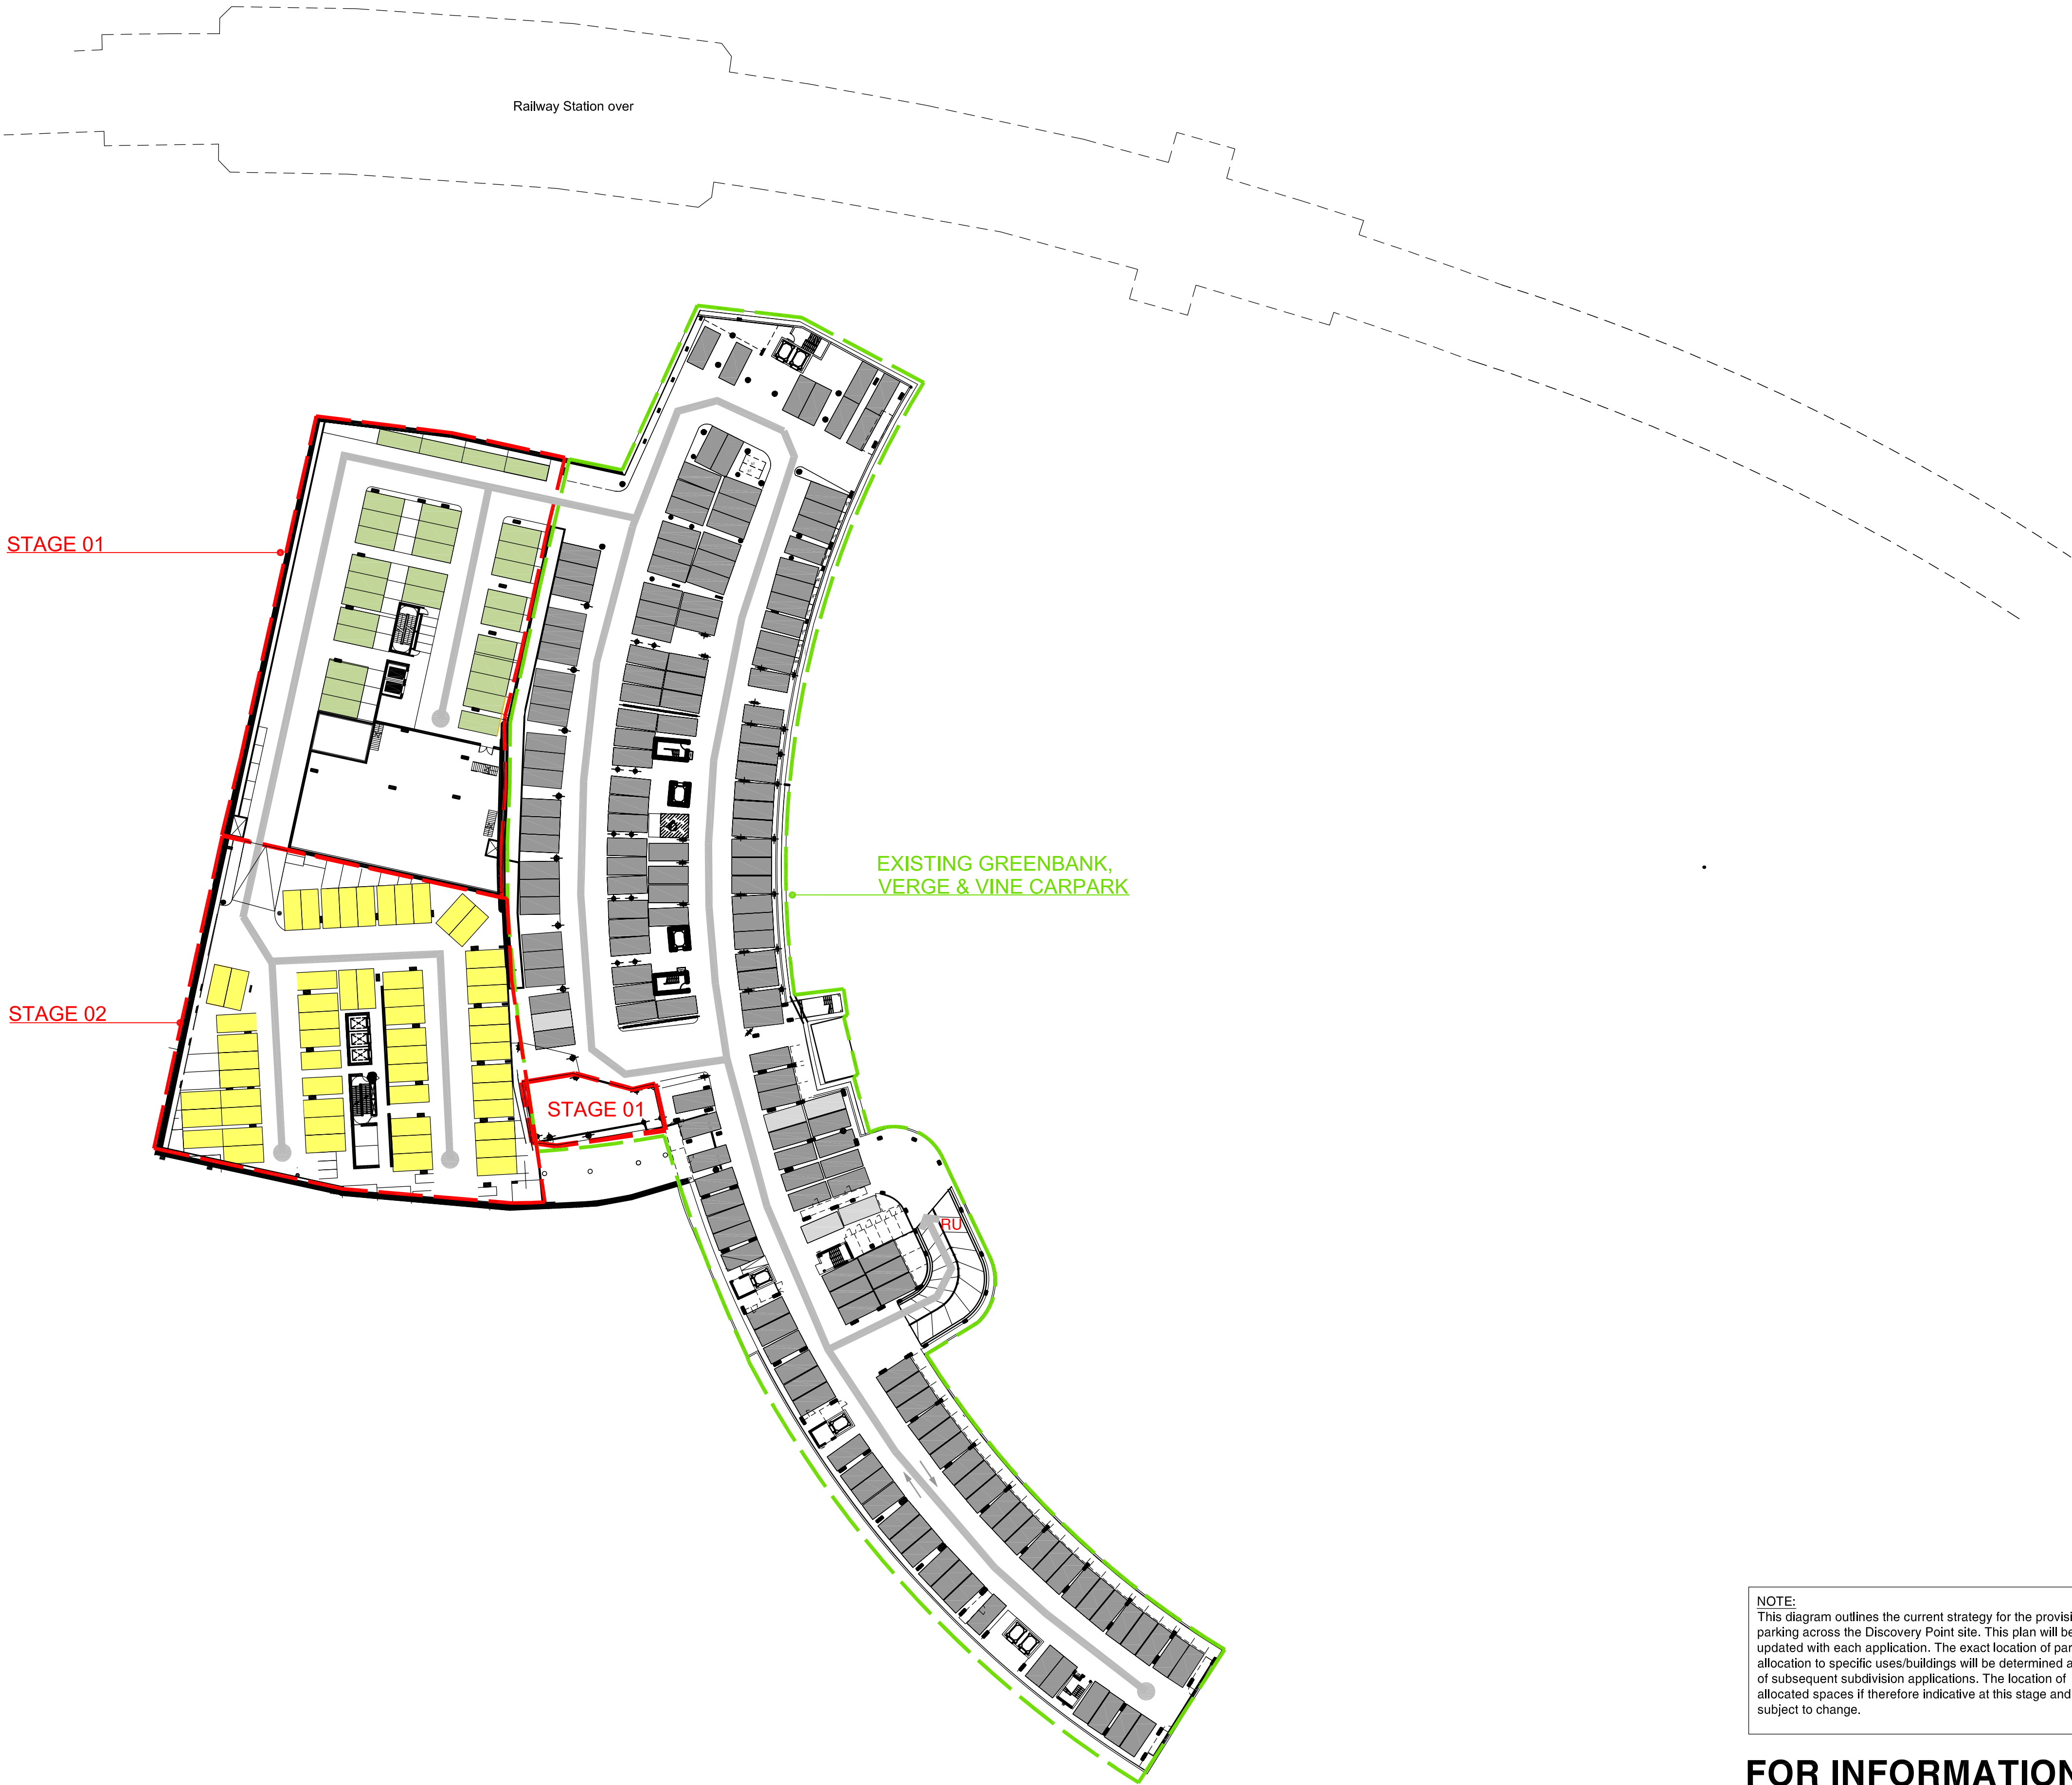 Railway Station over
STAGE 01
EXISTING GREENBANK,
VERGE & VINE CARPARK
STAGE 02
STAGE 01
RU
NOTE:
This diagram outlines the current strategy for the
parking across the Discovery Point site. This plan will be
updated with each application. The exact location of
allocation to specific uses/buildings will be determined
of subsequent subdivision applications. The location of
allocated spaces if therefore indicative at this stage and
subject to change.
FOR INFORMATION